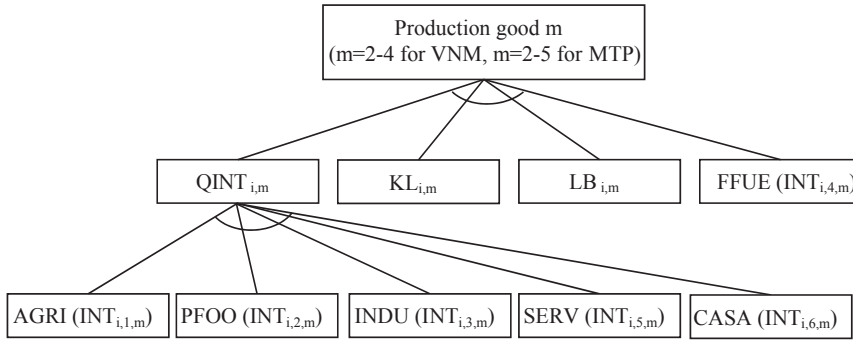 Production good m
(m=2-4 for VNM, m=2-5 for MTP)
QINT i,m
KLi,m
LB i,m
FFUE (INTi,4,m)
AGRI (INTi,1,m)
PFOO (INTi,2,m)
INDU (INTi,3,m)
SERV (INTi,5,m)
CASA (INTi,6,m)